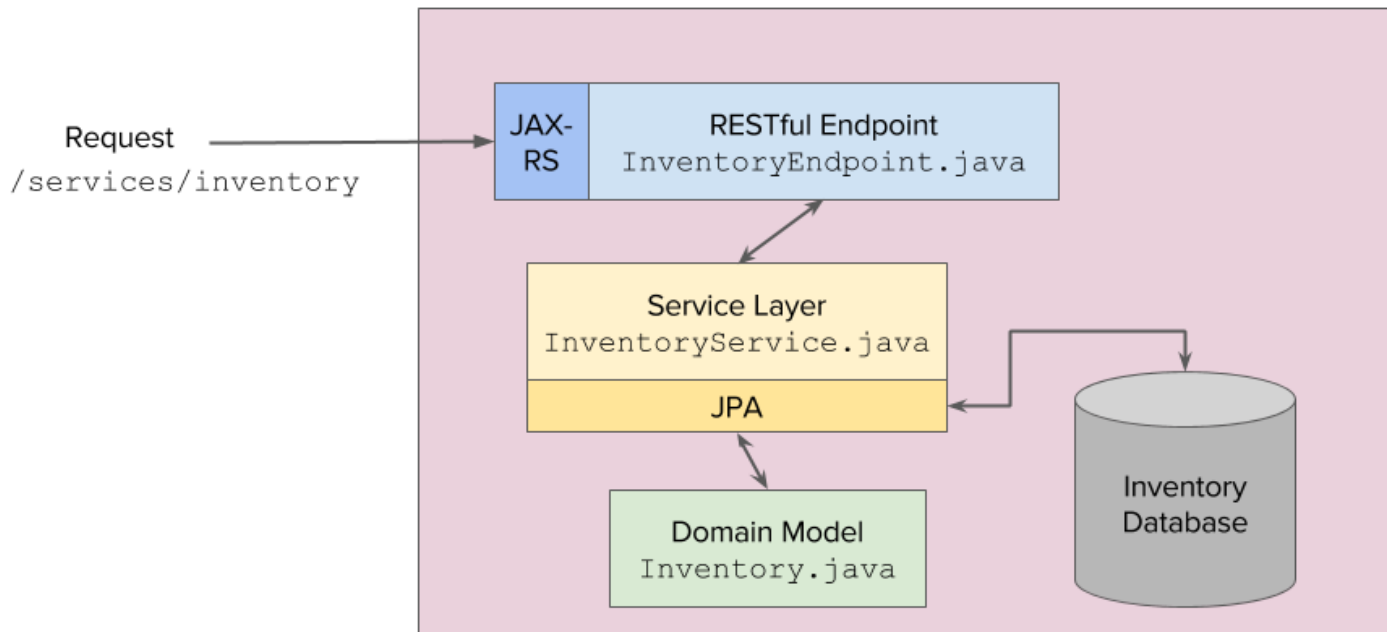 Request
/services/inventory
JAX-
RS
RESTful Endpoint
InventoryEndpoint.java
Service Layer
InventoryService.java
JPA
Domain Model
Inventory.java
Inventory
Database